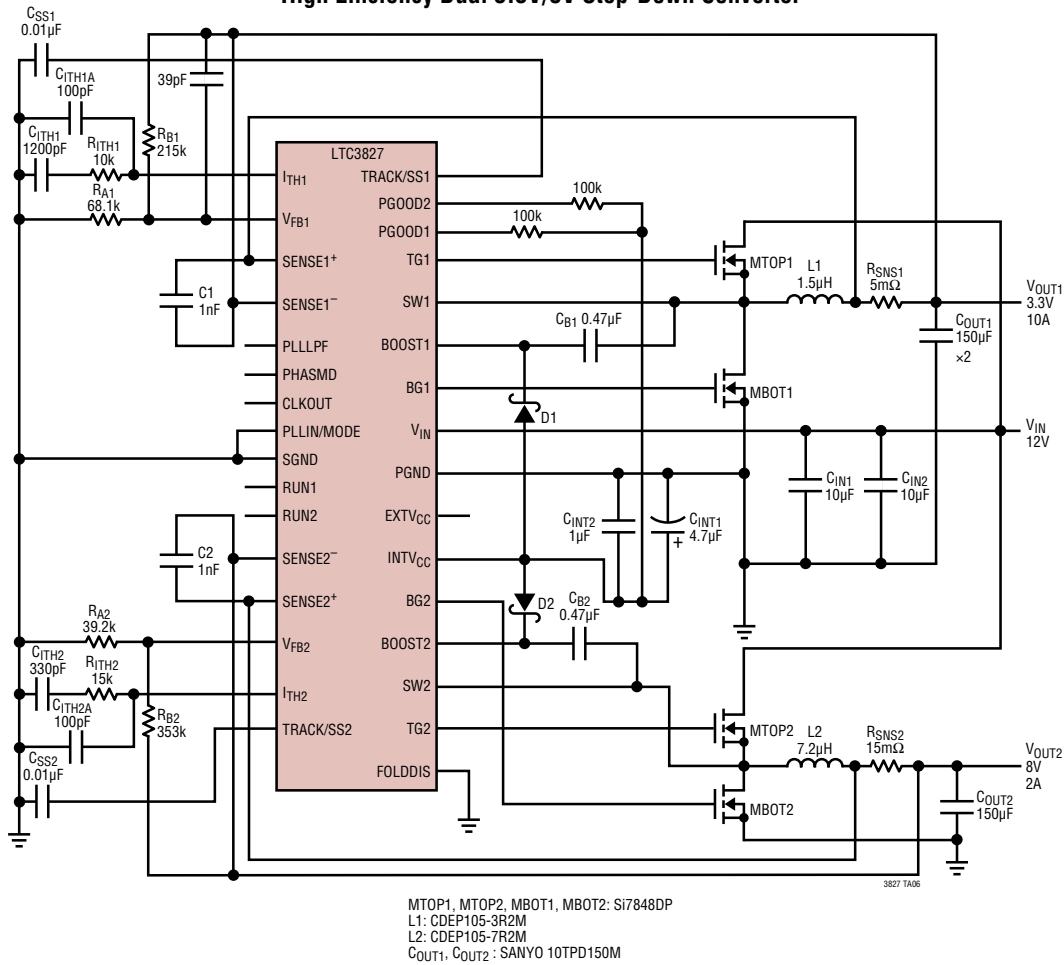 High Efficiency Dual Step-Down Converter
CSS1
0.01µF
CITH1A
100pF
39pF
CITH1
1200pF
RITH1
10k
RB1
215k
RA1
68.1k
C1
1nF
LTC3827
ITH1
VFB1
SENSE1+
SENSE1–
PLLLPF
PHASMD
CLKOUT
PLLIN/MODE
SGND
RUN1
RUN2
SENSE2–
SENSE2+
VFB2
ITH2
TRACK/SS2
TRACK/SS1
PGOOD2
PGOOD1
TG1
SW1
BOOST1
BG1
VIN
PGND
EXTVCC
INTVCC
BG2
BOOST2
SW2
TG2
FOLDDIS
100k
100k
MTOP1
L1
1.5µH
RSNS1
5mΩ
VOUT1
3.3V
10A
CB1 0.47µF
COUT1
150µF
×2
MBOT1
D1
VIN
12V
CIN1
10µF
CIN2
10µF
CINT2
1µF
CINT1
4.7µF
+
C2
1nF
D2
CB2
0.47µF
RA2
39.2k
CITH2
330pF
RITH2
15k
CITH2A
100pF
RB2
353k
CSS2
0.01µF
MTOP2
L2
7.2µH
RSNS2
15mΩ
VOUT2
8V
2A
MBOT2
COUT2
150µF
3827 TA06
MTOP1, MTOP2, MBOT1, MBOT2: Si7848DP
L1: CDEP105-3R2M
L2: CDEP105-7R2M
COUT1, COUT2 : SANYO 10TPD150M